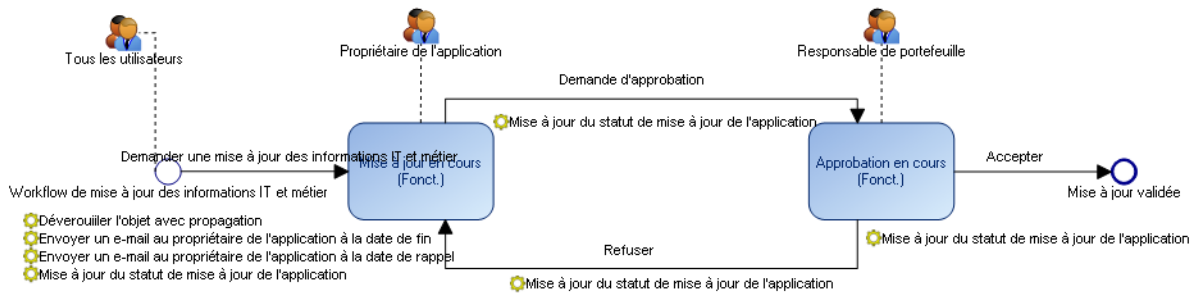 Tous les utilisateurs
Propriétaire de l'application
Responsable de portefeuille
Demande d'approbation
Mise à jour du statut de mise à jour de l'application
Demander une mise à jour des informations IT et métier
Mise à jour en cours
(Fonct.)
Approbation en cours
(Fonct.)
Accepter
Workflow de mise à jour des informations IT et métier
Mise à jour validée
Déverouiller l'objet avec propagation
Envoyer un e-mail au propriétaire de l'application à la date de fin
Envoyer un e-mail au propriétaire de l'application à la date de rappel
Mise à jour du statut de mise à jour de l'application
Refuser
Mise à jour du statut de mise à jour de l'application
Mise à jour du statut de mise à jour de l'application